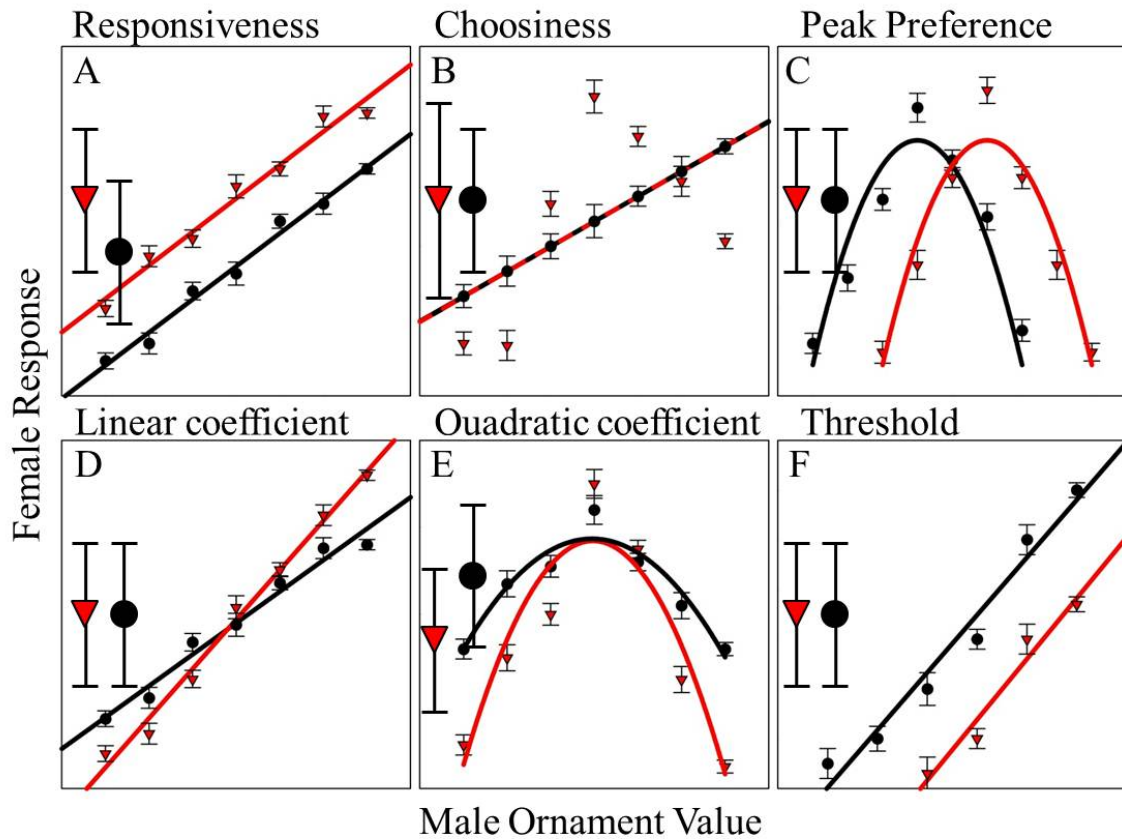 Responsiveness
Choosiness
Peak Preference
A
B
C
Linear coefficient
Ouadratic coefficient
Threshold
D
E
F
Female Response
Male Ornament Value